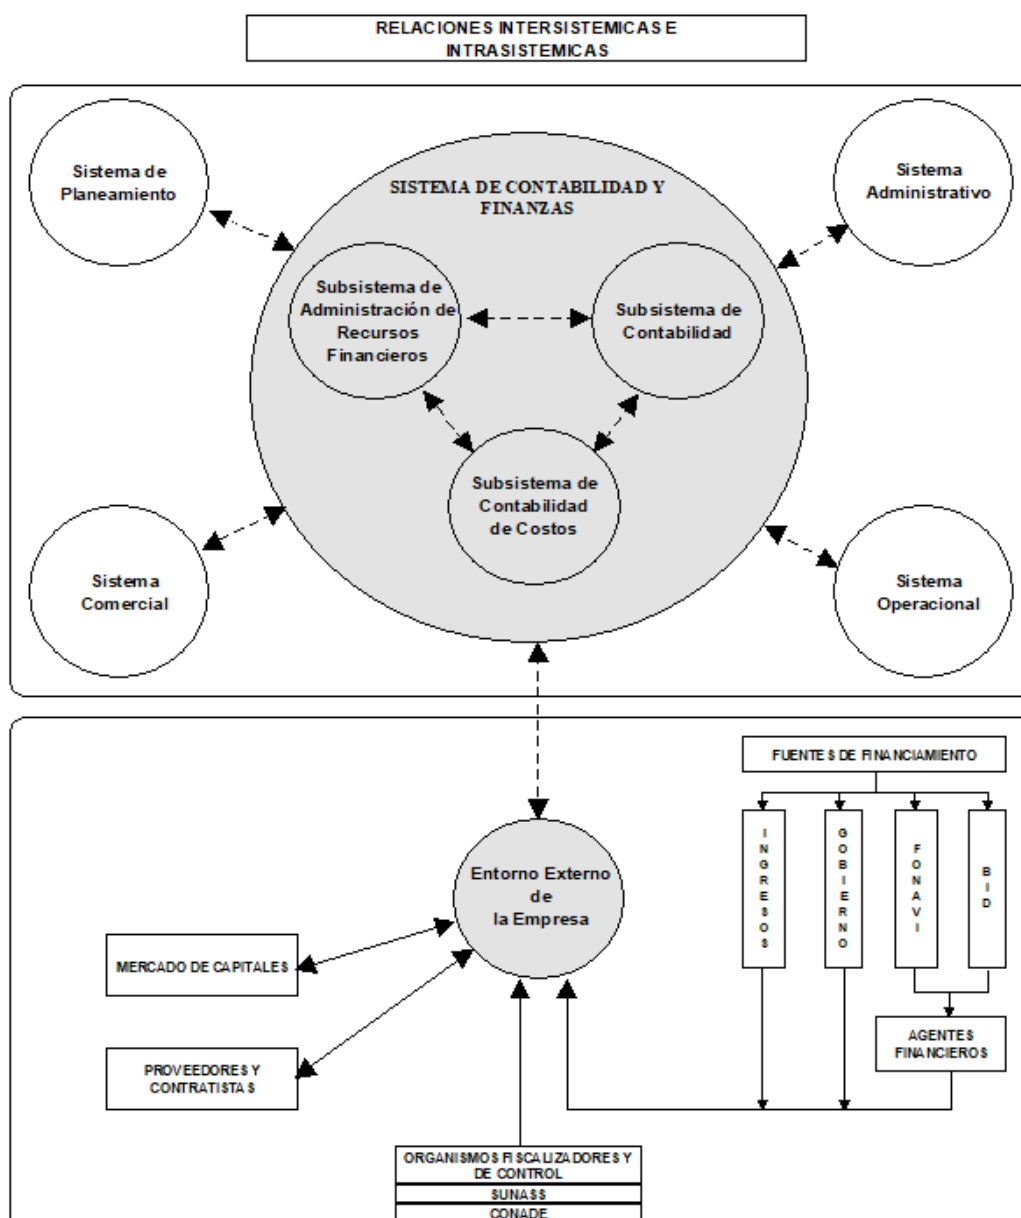 RELACIONES INTERSISTEMICAS E
INTRASISTEMICAS
Sistema de
Planeamiento
Sistema
Administrativo
SISTEMA DE CONTABILIDAD Y
FINANZAS
Subsistema de
Administración de
Recursos
Financieros
Subsistema de
Contabilidad
Subsistema de
Contabilidad
de Costos
Sistema
Comercial
Sistema
Operacional
FUENTES DE FINANCIAMIENTO
INGRESOS
GOBIERNO
FONAVI
BID
Entorno Externo
de
la Empresa
MERCADO DE CAPITALES
AGENTES
FINANCIEROS
PROVEEDORES Y
CONTRATISTAS
ORGANISMOS FISCALIZADORES Y
DE CONTROL
SUNASS
CONADE